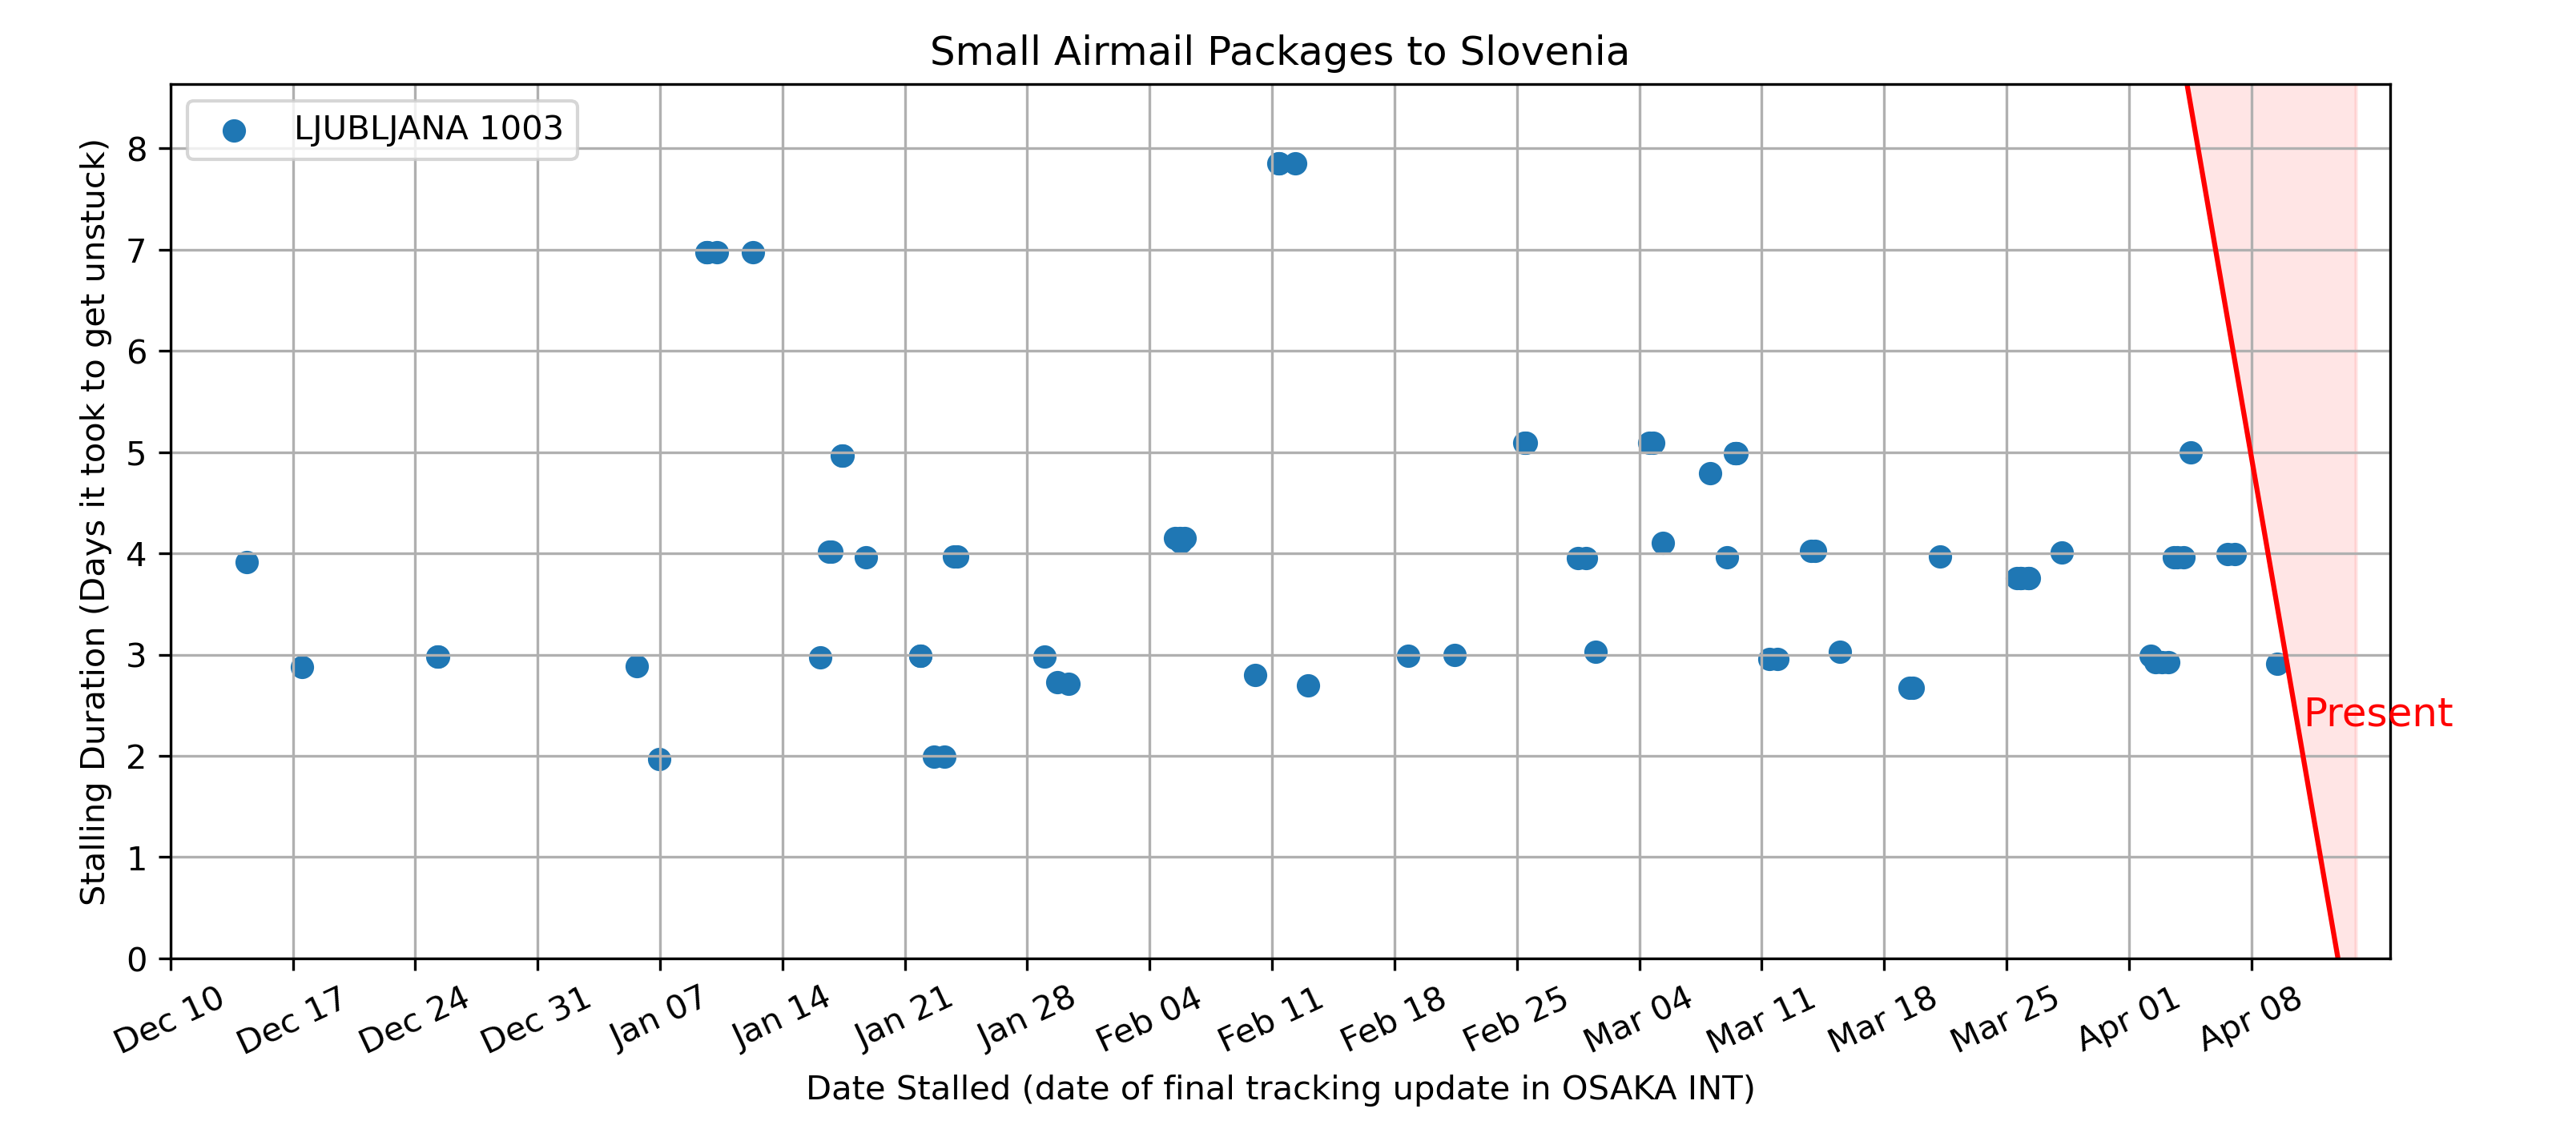 Small Airmail Packages to Slovenia
LJUBLJANA 1003
Stalling Duration (Days it took to get unstuck)
8
7
6
5
4
3
2
1
0
Present
Dec 10 Dec 17 Dec 24 Dec 31 Jan 07 Jan 14 Jan 21 Jan 28 Feb 04 Feb 11 Feb 18 Feb 25 Mar 04 Mar 11 Mar 18 Mar 25 Apr 01 Apr 08
Date Stalled (date of final tracking update in OSAKA INT)